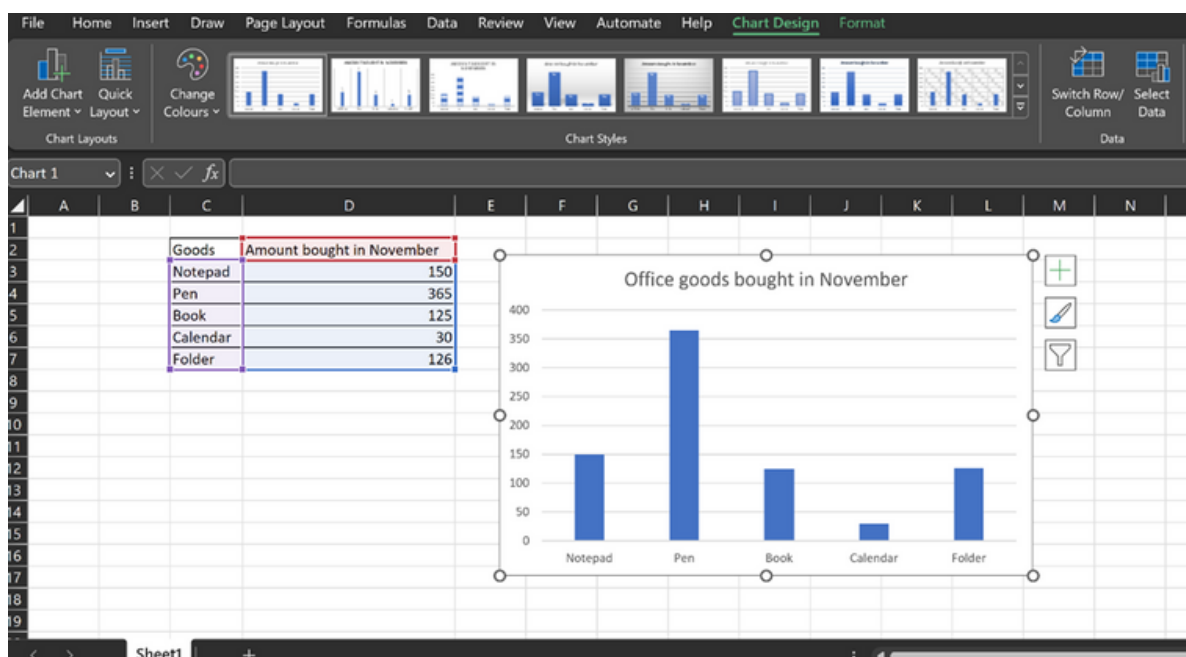 File Home Insert Draw Page Layout Formulas Data Review View Automate Help Chart Design Format
Add Chart Element
Quick Layout
Change Colours
Switch Row/ Column
Select Data
Chart Layouts
Chart Styles
Data
Chart 1
fx
A B C D E F G H I J K L M N
1
2 Goods Amount bought in November
3 Notepad 150
4 Pen 365
5 Book 125
6 Calendar 30
7 Folder 126
8
9
10
11
12
13
14
15
16
17
18
19
Office goods bought in November
400
350
300
250
200
150
100
50
0
Notepad Pen Book Calendar Folder
Sheet1